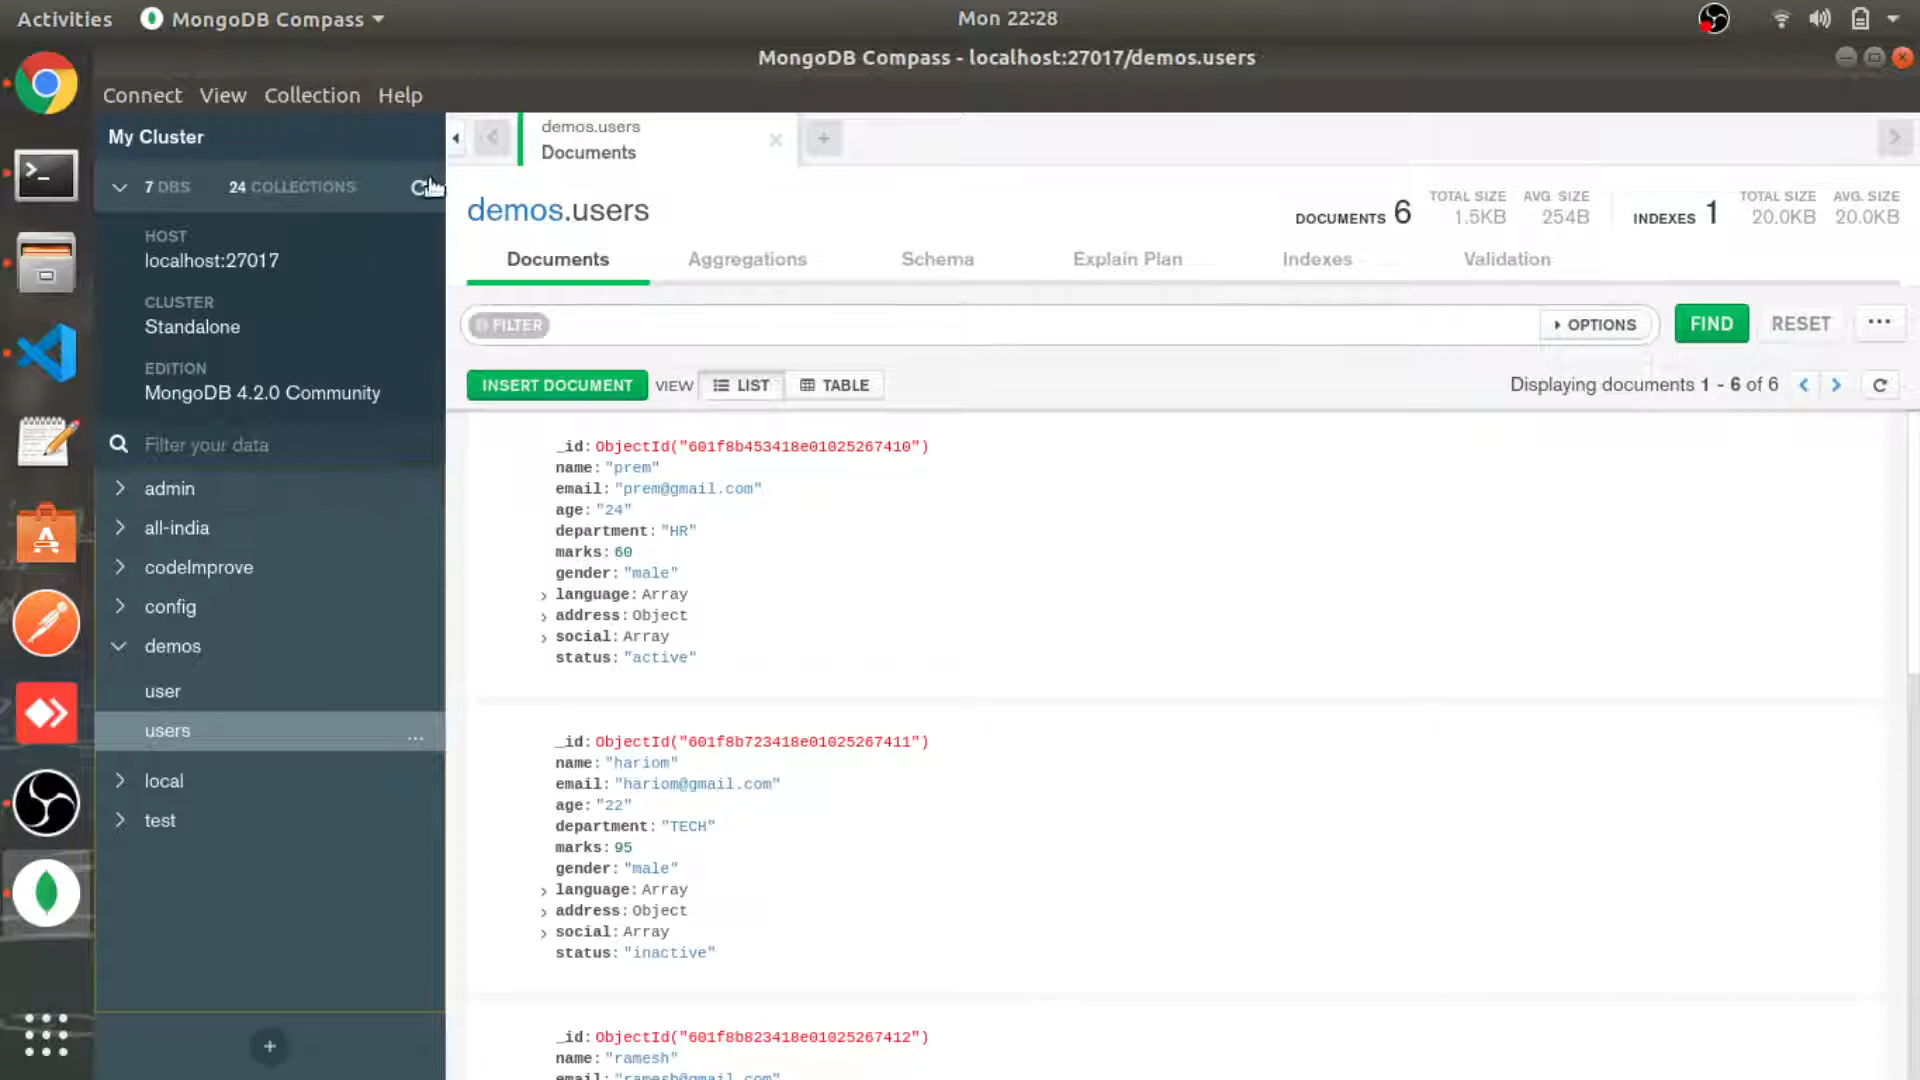 Activities MongoDB Compass Mon 22:28
MongoDB Compass - localhost:27017/demos.users
Connect View Collection Help
My Cluster
7 DBS 24 COLLECTIONS
HOST
localhost:27017
CLUSTER
Standalone
EDITION
MongoDB 4.2.0 Community
Filter your data
admin
all-india
codeImprove
config
demos
user
users ...
local
test
+
demos.users
Documents
+
demos.users
DOCUMENTS 6 TOTAL SIZE 1.5KB AVG. SIZE 254B INDEXES 1 TOTAL SIZE 20.0KB AVG. SIZE 20.0KB
Documents Aggregations Schema Explain Plan Indexes Validation
FILTER OPTIONS FIND RESET ...
INSERT DOCUMENT VIEW LIST TABLE Displaying documents 1 - 6 of 6
_id: ObjectId("601f8b453418e01025267410")
name: "prem"
email: "prem@gmail.com"
age: "24"
department: "HR"
marks: 60
gender: "male"
language: Array
address: Object
social: Array
status: "active"
_id: ObjectId("601f8b723418e01025267411")
name: "hariom"
email: "hariom@gmail.com"
age: "22"
department: "TECH"
marks: 95
gender: "male"
language: Array
address: Object
social: Array
status: "inactive"
_id: ObjectId("601f8b823418e01025267412")
name: "ramesh"
email: "ramesh@gmail.com"